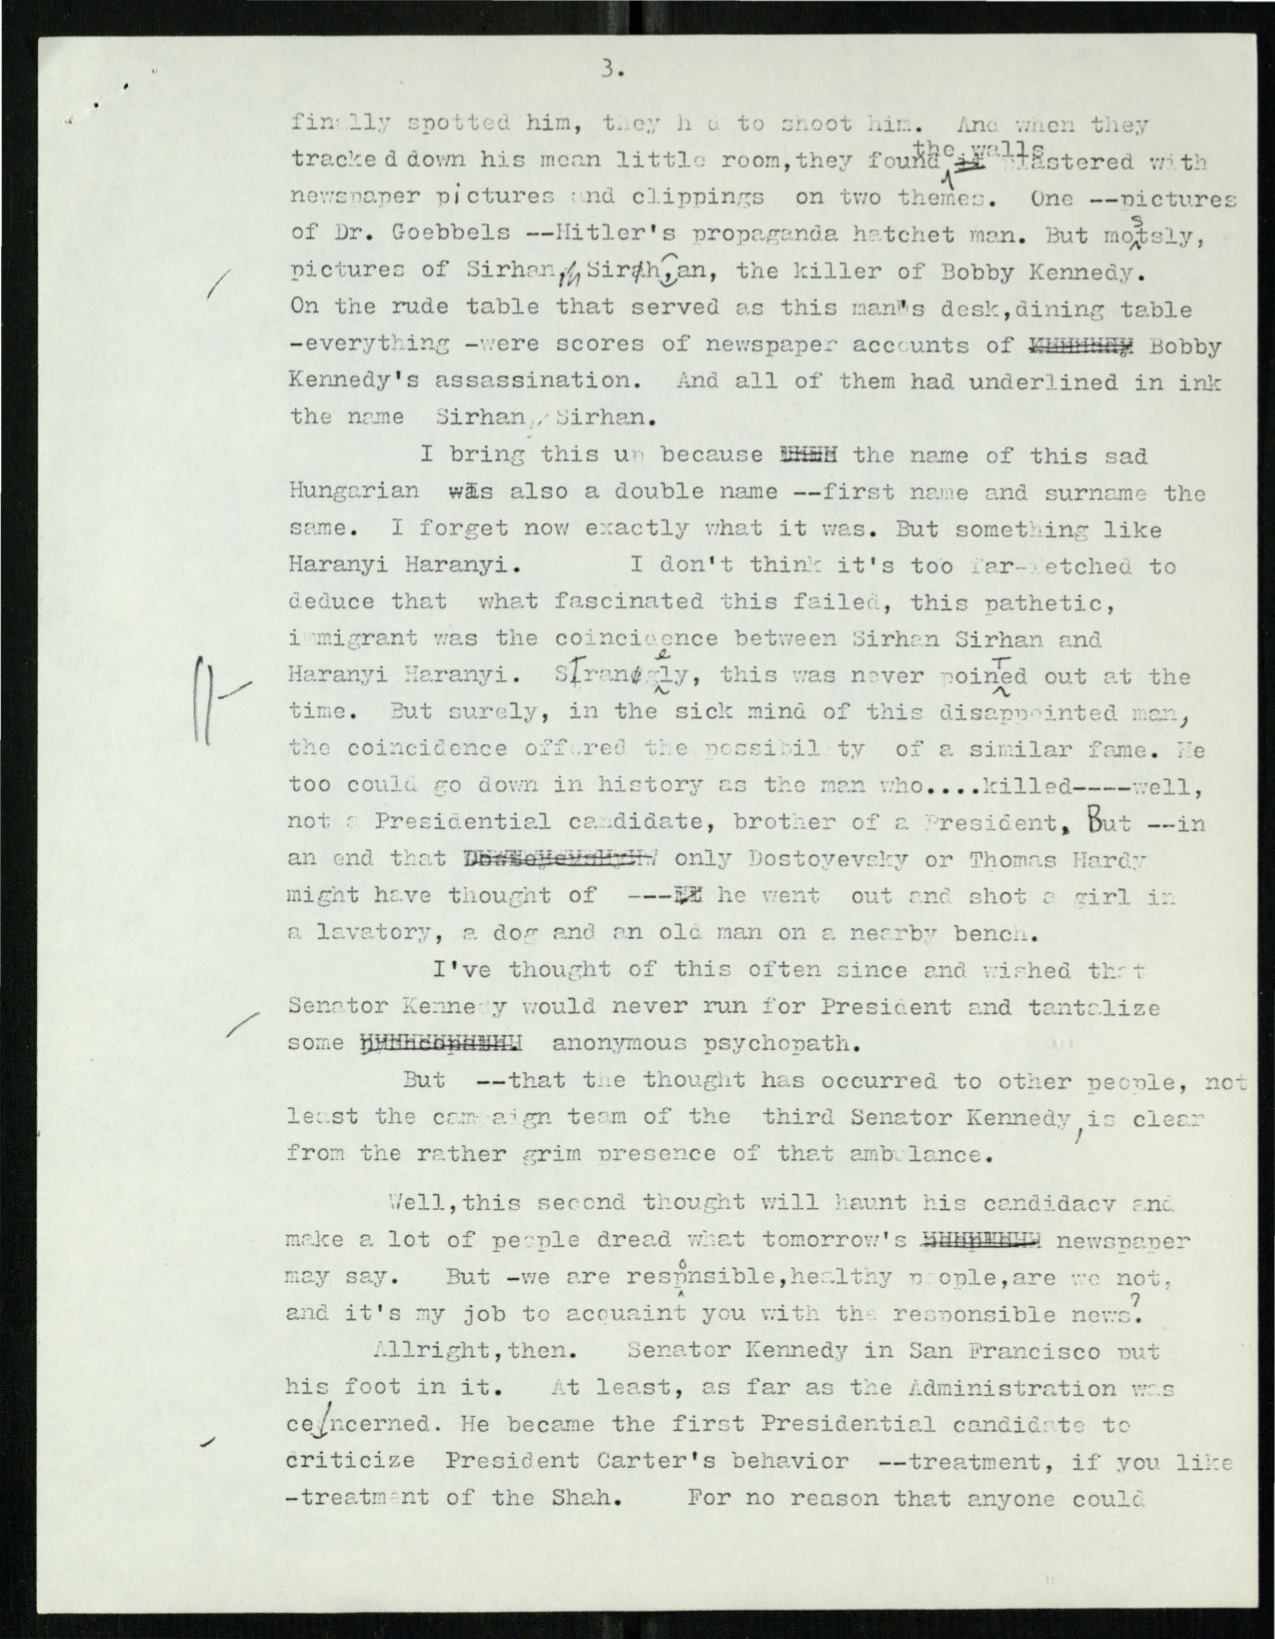 3.
finally spotted him, they had to shoot him. And when they
tracke d down his mean little room,they found the walls plastered with
newspaper pictures and clippings on two themes. One --pictures
of Dr. Goebbels --Hitler's propaganda hatchet man. But mostsly,
pictures of Sirhan, Sirhan, the killer of Bobby Kennedy.
On the rude table that served as this man"s desk,dining table
-everything -were scores of newspaper accounts of Bobby
Kennedy's assassination. And all of them had underlined in ink
the name Sirhan, Sirhan.
I bring this up because the name of this sad
Hungarian was also a double name --first name and surname the
same. I forget now exactly what it was. But something like
Haranyi Haranyi. I don't think it's too far-fetched to
deduce that what fascinated this failed, this pathetic,
immigrant was the coincidence between Sirhan Sirhan and
Haranyi Haranyi. Strangely, this was never pointed out at the
time. But surely, in the sick mind of this disappointed man,
the coincidence offered the possibility of a similar fame. He
too could go down in history as the man who....killed----well,
not a Presidential candidate, brother of a President. But --in
an end that only Dostoyevsky or Thomas Hardy
might have thought of --- he went out and shot a girl in
a lavatory, a dog and an old man on a nearby bench.
I've thought of this often since and wished that
Senator Kennedy would never run for President and tantalize
some anonymous psychopath.
But --that the thought has occurred to other people, not
least the campaign team of the third Senator Kennedy, is clear
from the rather grim presence of that ambulance.
Well,this second thought will haunt his candidacy and
make a lot of people dread what tomorrow's newspaper
may say. But -we are responsible,healthy people,are we not,
and it's my job to acquaint you with the responsible news?
Allright,then. Senator Kennedy in San Francisco put
his foot in it. At least, as far as the Administration was
concerned. He became the first Presidential candidate to
criticize President Carter's behavior --treatment, if you like
-treatment of the Shah. For no reason that anyone could